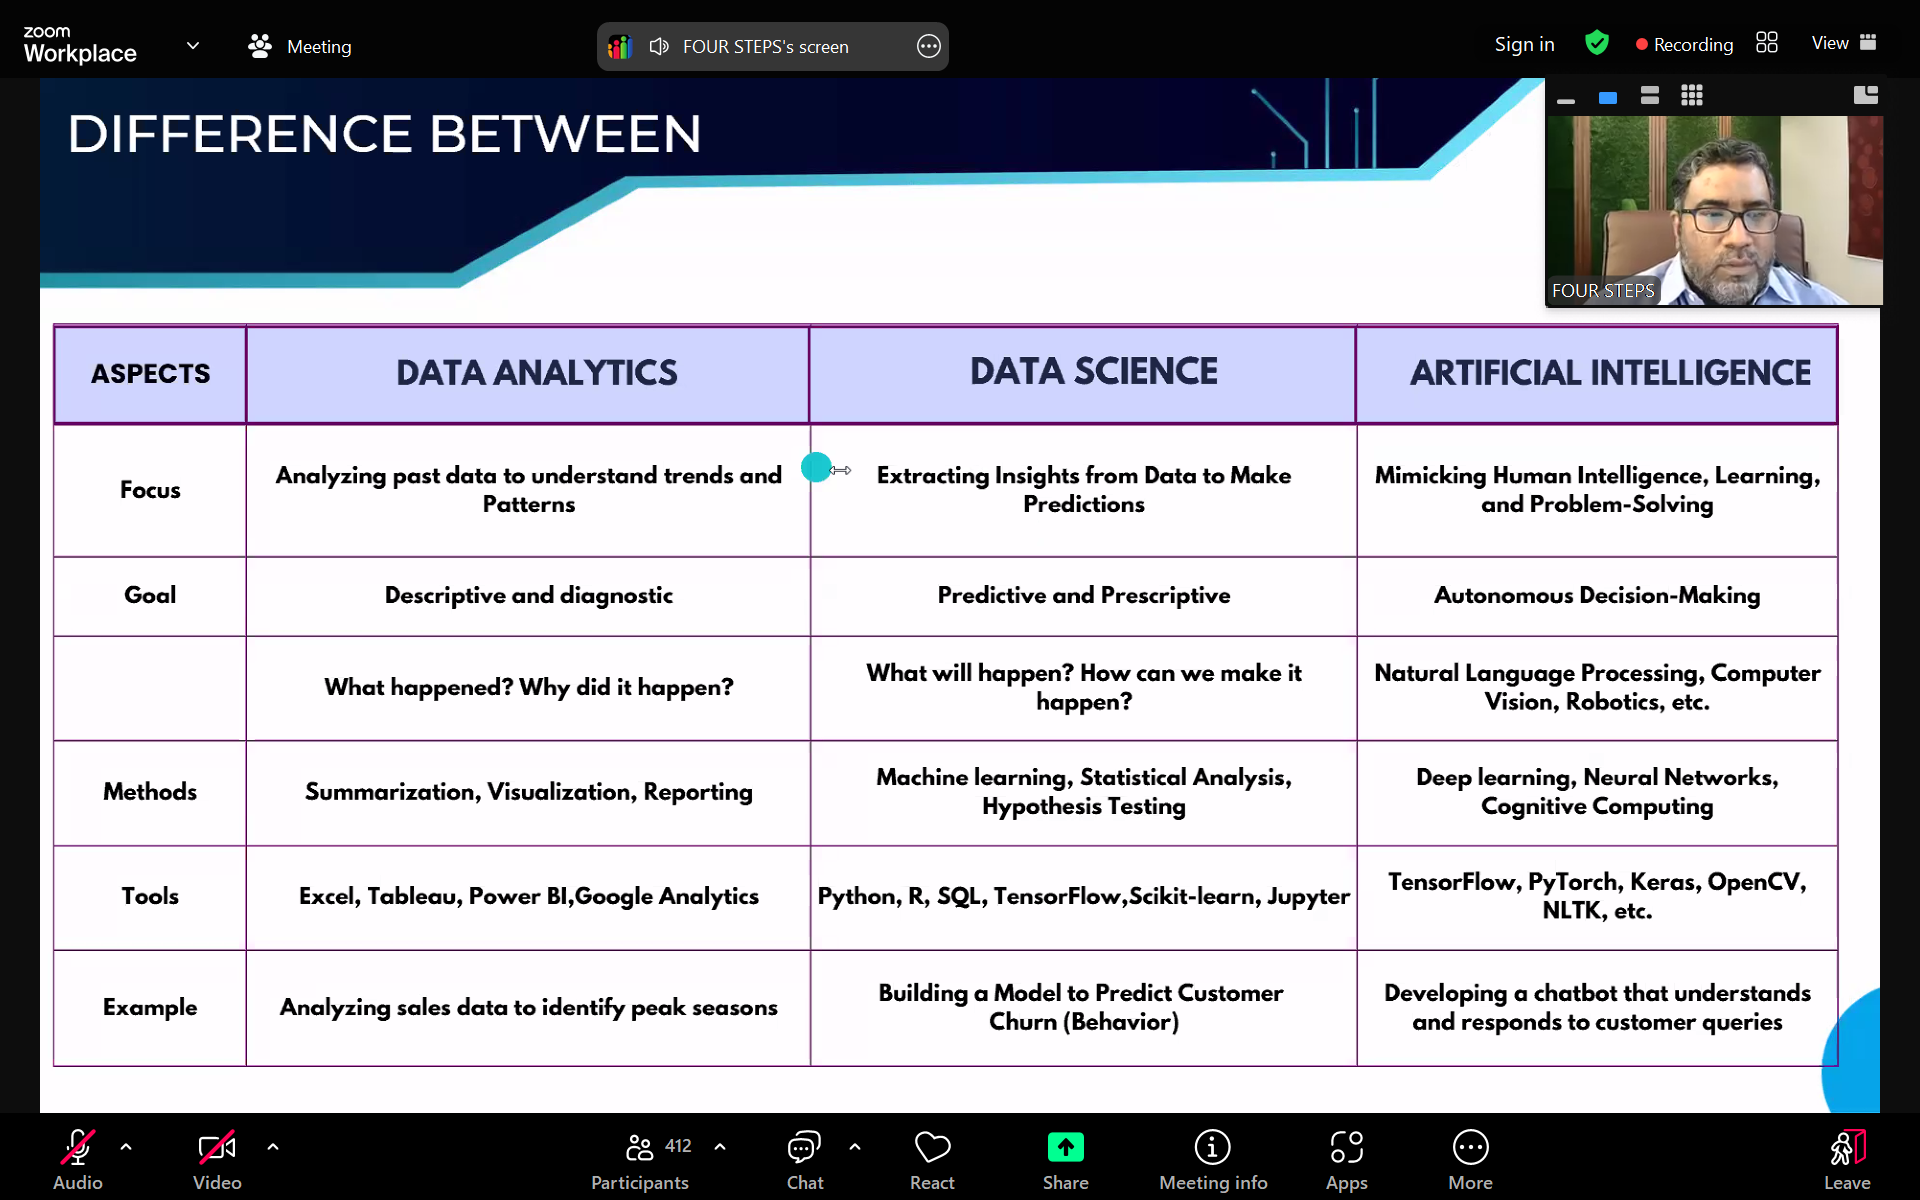 zoom
Workplace
Meeting
FOUR STEPS's screen
Sign in
Recording
View
DIFFERENCE BETWEEN
FOUR STEPS
ASPECTS
DATA ANALYTICS
DATA SCIENCE
ARTIFICIAL INTELLIGENCE
Focus
Analyzing past data to understand trends and
Patterns
Extracting Insights from Data to Make
Predictions
Mimicking Human Intelligence, Learning,
and Problem-Solving
Goal
Descriptive and diagnostic
Predictive and Prescriptive
Autonomous Decision-Making
What happened? Why did it happen?
What will happen? How can we make it
happen?
Natural Language Processing, Computer
Vision, Robotics, etc.
Methods
Summarization, Visualization, Reporting
Machine learning, Statistical Analysis,
Hypothesis Testing
Deep learning, Neural Networks,
Cognitive Computing
Tools
Excel, Tableau, Power BI,Google Analytics
Python, R, SQL, TensorFlow,Scikit-learn, Jupyter
TensorFlow, PyTorch, Keras, OpenCV,
NLTK, etc.
Example
Analyzing sales data to identify peak seasons
Building a Model to Predict Customer
Churn (Behavior)
Developing a chatbot that understands
and responds to customer queries
Audio
Video
412
Participants
Chat
React
Share
Meeting info
Apps
More
Leave